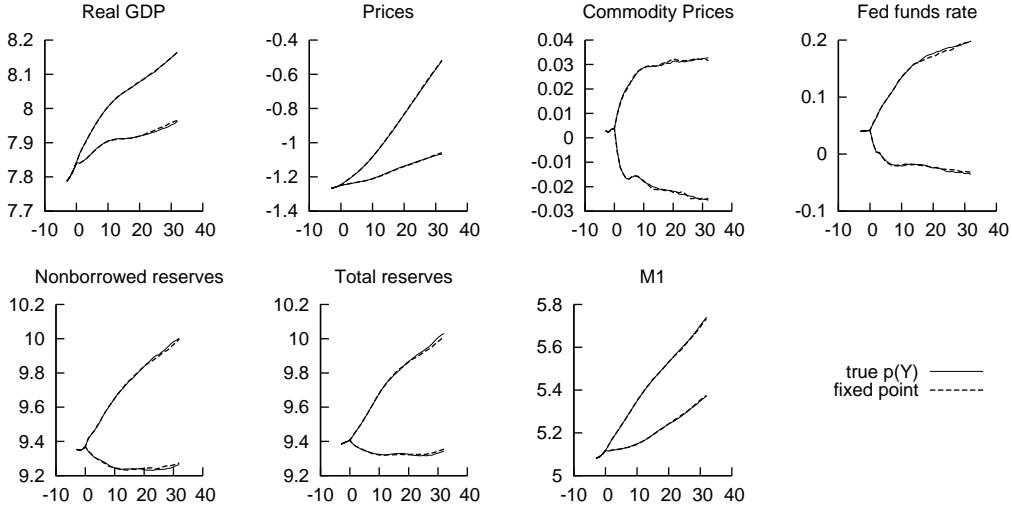 Real GDP
Prices
Commodity Prices
Fed funds rate
8.2
8.1
8
7.9
7.8
7.7
-10 0 10 20 30 40
-0.4
-0.6
-0.8
-1
-1.2
-1.4
-10 0 10 20 30 40
0.04
0.03
0.02
0.01
0
-0.01
-0.02
-0.03
-10 0 10 20 30 40
0.2
0.1
0
-0.1
-10 0 10 20 30 40
Nonborrowed reserves
Total reserves
M1
10.2
10
9.8
9.6
9.4
9.2
-10 0 10 20 30 40
10.2
10
9.8
9.6
9.4
9.2
-10 0 10 20 30 40
5.8
5.6
5.4
5.2
5
-10 0 10 20 30 40
true p(Y)
fixed point